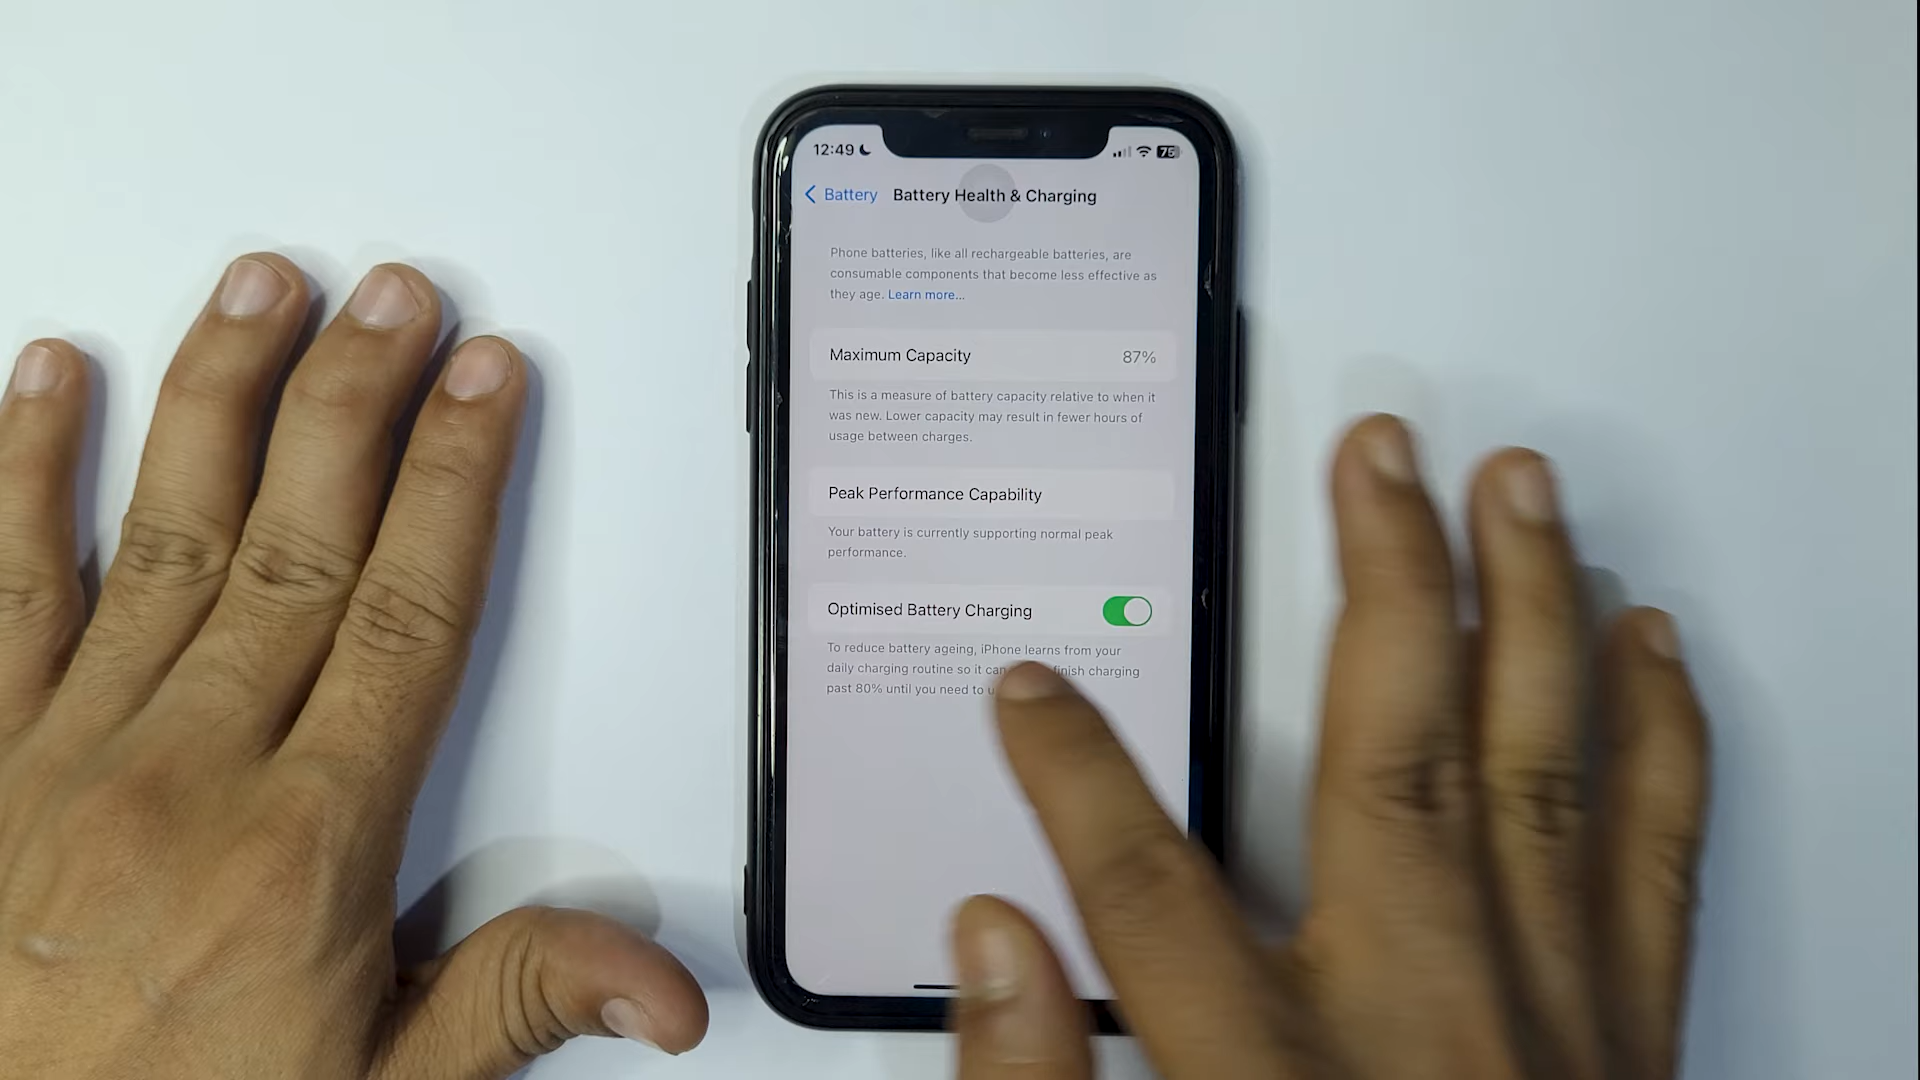 12:49
75
Battery
Battery Health & Charging
Phone batteries, like all rechargeable batteries, are
consumable components that become less effective as
they age. Learn more...
Maximum Capacity
87%
This is a measure of battery capacity relative to when it
was new. Lower capacity may result in fewer hours of
usage between charges.
Peak Performance Capability
Your battery is currently supporting normal peak
performance.
Optimised Battery Charging
To reduce battery ageing, iPhone learns from your
daily charging routine so it can finish charging
past 80% until you need to